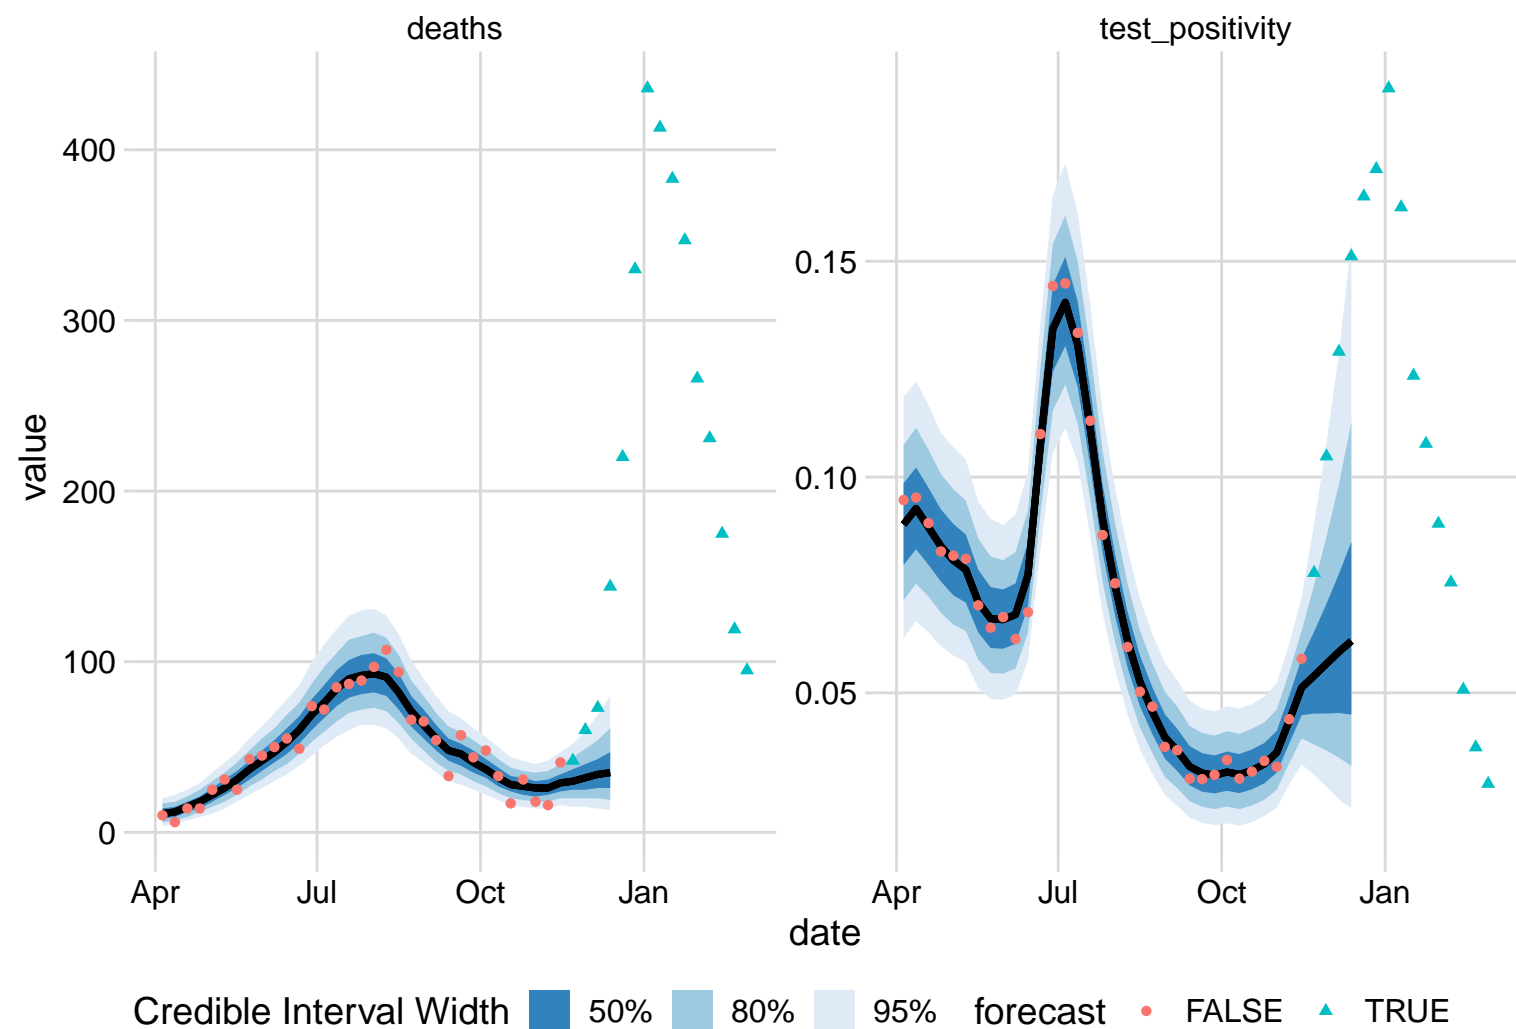 deaths
test_positivity
value
400
300
200
100
0
0.15
0.10
0.05
Apr Jul Oct Jan
Apr Jul Oct Jan
date
Credible Interval Width 50% 80% 95% forecast FALSE TRUE